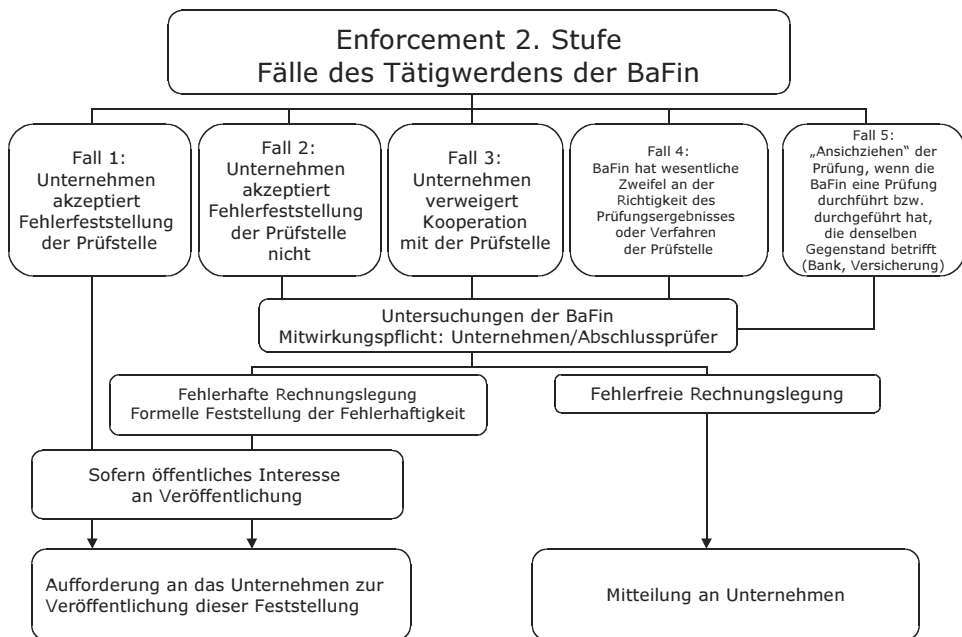 Enforcement 2. Stufe
Fälle des Tätigwerdens der BaFin
Fall 1:
Unternehmen
akzeptiert
Fehlerfeststellung
der Prüfstelle
Fall 2:
Unternehmen
akzeptiert
Fehlerfeststellung
der Prüfstelle
nicht
Fall 3:
Unternehmen
verweigert
Kooperation
mit der Prüfstelle
Fall 4:
BaFin hat wesentliche
Zweifel an der
Richtigkeit des
Prüfungsergebnisses
oder Verfahren
der Prüfstelle
Fall 5:
„Ansichziehen“ der
Prüfung, wenn die
BaFin eine Prüfung
durchführt bzw.
durchgeführt hat,
die denselben
Gegenstand betrifft
(Bank, Versicherung)
Untersuchungen der BaFin
Mitwirkungspflicht: Unternehmen/Abschlussprüfer
Fehlerhafte Rechnungslegung
Formelle Feststellung der Fehlerhaftigkeit
Fehlerfreie Rechnungslegung
Sofern öffentliches Interesse
an Veröffentlichung
Aufforderung an das Unternehmen zur
Veröffentlichung dieser Feststellung
Mitteilung an Unternehmen